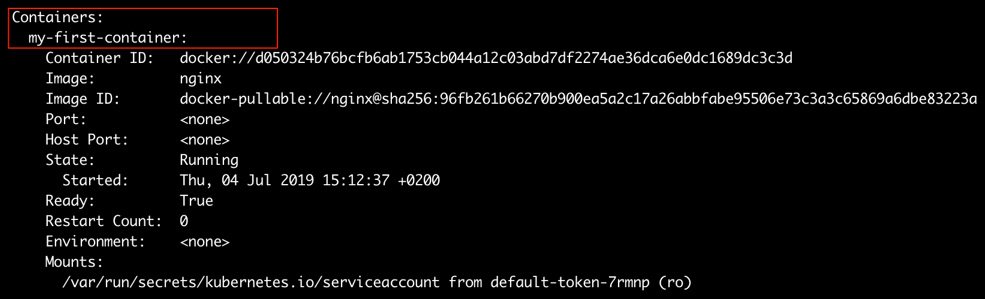 Containers:
my-first-container:
Container ID: docker://d050324b76bcfb6ab1753cb044a12c03abd7df2274ae36dca6e0dc1689dc3c3d
Image: nginx
Image ID: docker-pullable://nginx@sha256:96fb261b66270b900ea5a2c17a26abbfabe95506e73c3a3c65869a6dbe83223a
Port: <none>
Host Port: <none>
State: Running
Started: Thu, 04 Jul 2019 15:12:37 +0200
Ready: True
Restart Count: 0
Environment: <none>
Mounts:
/var/run/secrets/kubernetes.io/serviceaccount from default-token-7rmnp (ro)